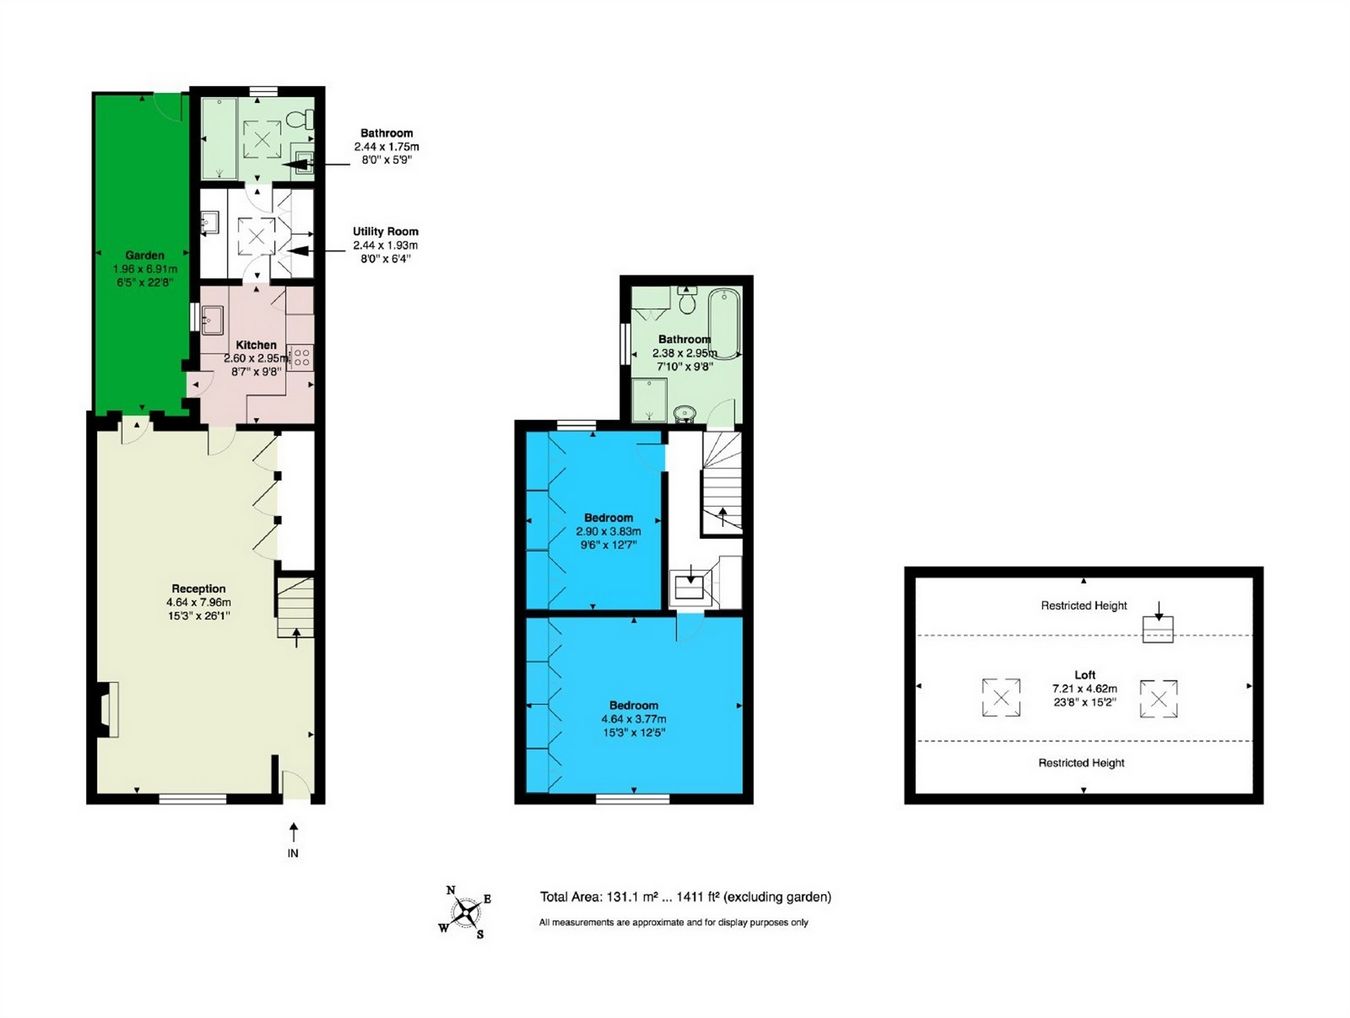 Bathroom
2.44 x 1.75m
8'0" x 5'9"
Utility Room
2.44 x 1.93m
8'0" x 6'4"
Garden
1.96 x 6.91m
6'5" x 22'8"
Kitchen
2.60 x 2.95m
8'7" x 9'8"
Reception
4.64 x 7.96m
15'3" x 26'1"
IN
Bathroom
2.38 x 2.95m
7'10" x 9'8"
Bedroom
2.90 x 3.83m
9'6" x 12'7"
Bedroom
4.64 x 3.77m
15'3" x 12'5"
Restricted Height
Loft
7.21 x 4.62m
23'8" x 15'2"
Restricted Height
N
E
W
S
Total Area: 131.1 m² ... 1411 ft² (excluding garden)
All measurements are approximate and for display purposes only